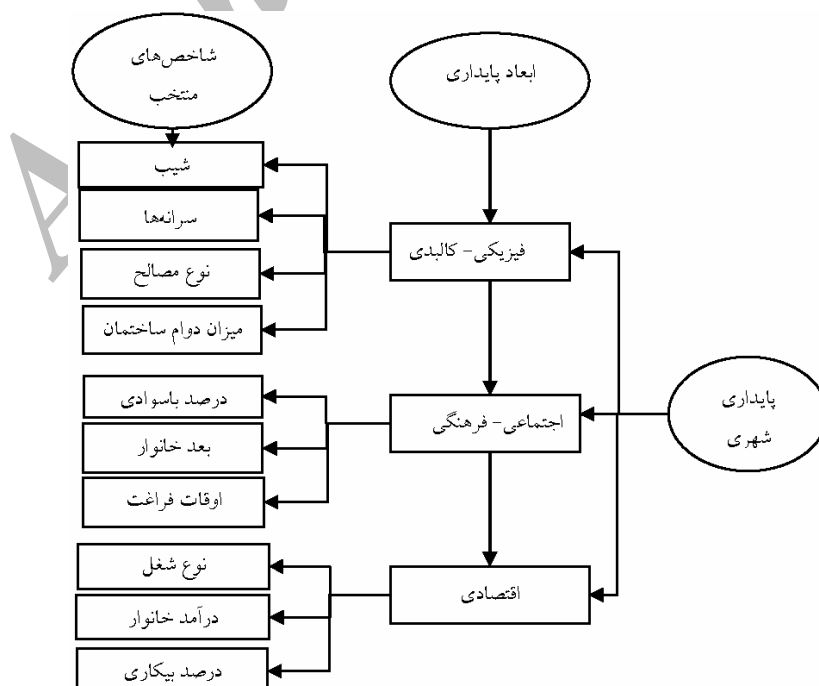 شاخص‌های
منتخب
ابعاد پایداری
شیب
سرانه‌ها
فیزیکی- کالبدی
نوع مصالح
میزان دوام ساختمان
پایداری
شهری
درصد باسوادی
اجتماعی- فرهنگی
بعد خانوار
اوقات فراغت
نوع شغل
اقتصادی
درآمد خانوار
درصد بیکاری